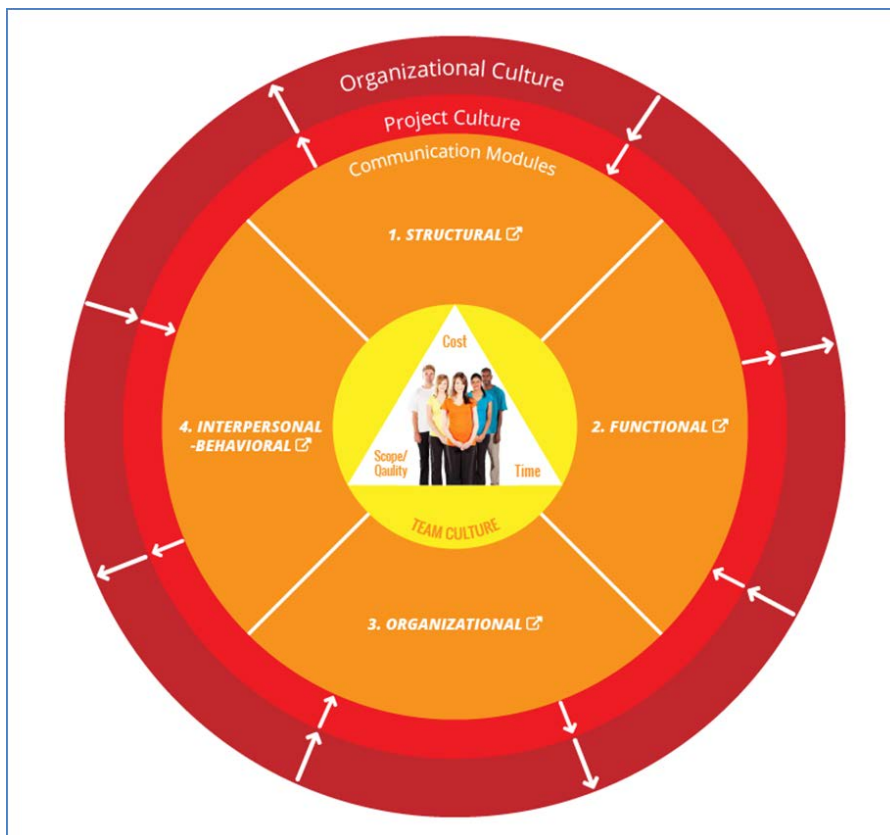 Organizational Culture
Project Culture
Communication Modules
1. STRUCTURAL
Cost
4. INTERPERSONAL
-BEHAVIORAL
2. FUNCTIONAL
Scope/
Qaulity
Time
TEAM CULTURE
3. ORGANIZATIONAL